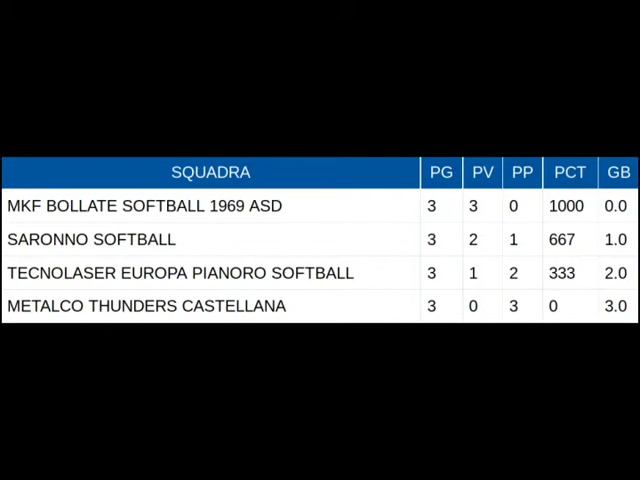 SQUADRA PG PV PP PCT GB
MKF BOLLATE SOFTBALL 1969 ASD 3 3 0 1000 0.0
SARONNO SOFTBALL 3 2 1 667 1.0
TECNOLASER EUROPA PIANORO SOFTBALL 3 1 2 333 2.0
METALCO THUNDERS CASTELLANA 3 0 3 0 3.0